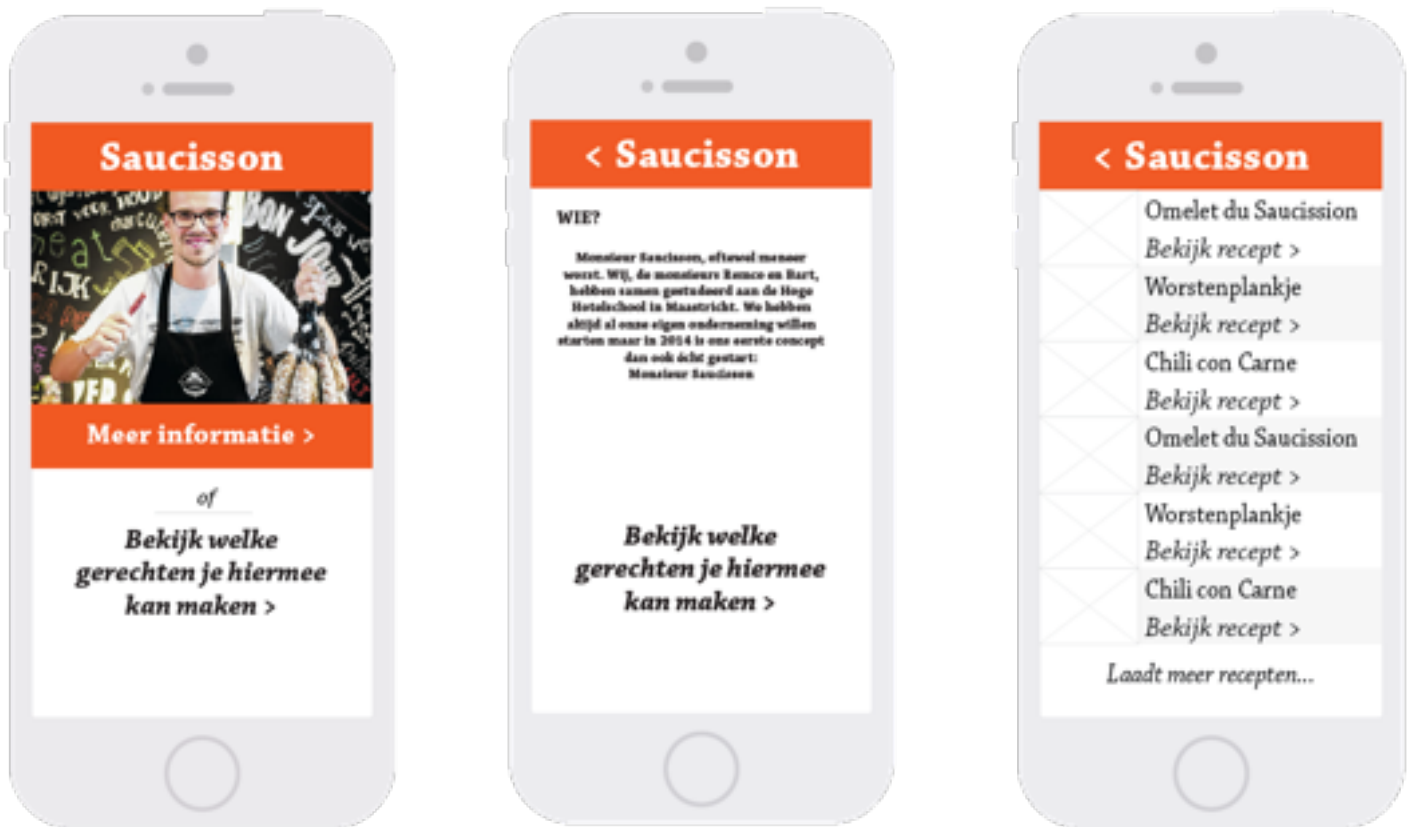 Saucisson
meat
RIJK
BON
JOUR
Meer informatie >
of
Bekijk welke
gerechten je hiermee
kan maken >
< Saucisson
WIE?
Monsieur Saucisson, oftewel meneer
worst. Wij, de monsieurs Remco en Bart,
hebben samen gestudeerd aan de Hoge
Hotelschool in Maastricht. We hebben
altijd al onze eigen onderneming willen
starten maar in 2014 is ons eerste concept
dan ook écht gestart:
Monsieur Saucisson
Bekijk welke
gerechten je hiermee
kan maken >
< Saucisson
Omelet du Saucission
Bekijk recept >
Worstenplankje
Bekijk recept >
Chili con Carne
Bekijk recept >
Omelet du Saucission
Bekijk recept >
Worstenplankje
Bekijk recept >
Chili con Carne
Bekijk recept >
Laadt meer recepten...